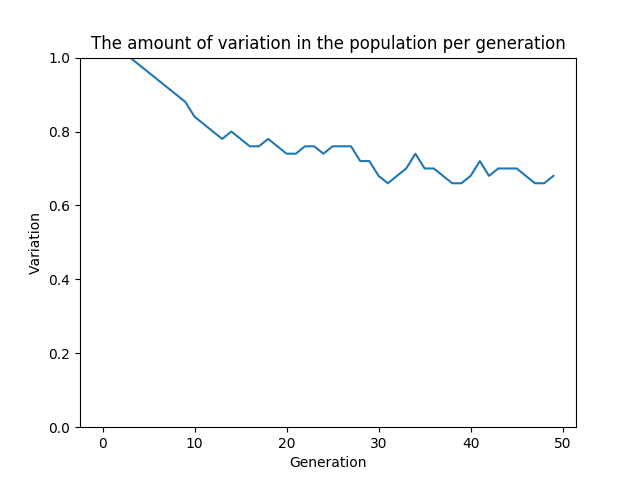 The amount of variation in the population per generation
1.0
0.8
0.6
0.4
0.2
0.0
Variation
0 10 20 30 40 50
Generation